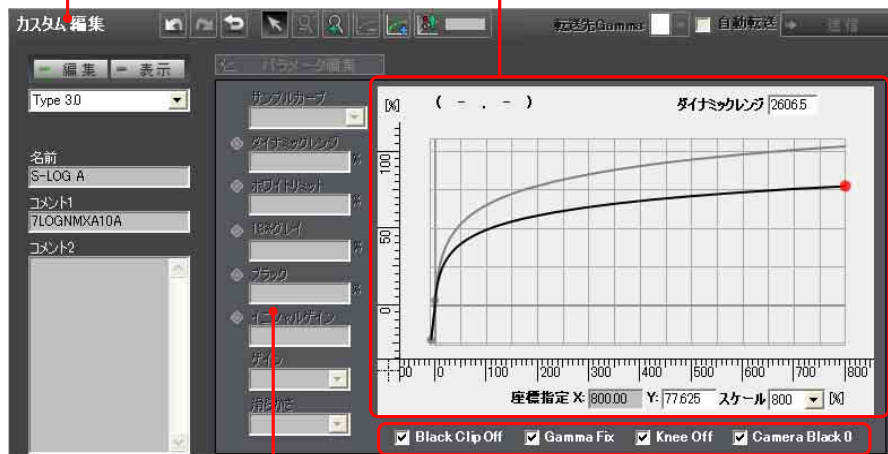 カスタム編集
転送先Gamma:
自動転送
送信
編集
表示
パラメータ編集
Type 3.0
名前
S-LOG A
コメント1
7LOGNMXA10A
コメント2
サンプルカーブ
ダイナミックレンジ
%
ホワイトリミット
%
18%グレイ
%
ブラック
%
イニシャルゲイン
ゲイン
滑らかさ
[%]
( - . - )
ダイナミックレンジ 2606.5
100
50
0
0 100 200 300 400 500 600 700 800
座標指定 X: 800.00 Y: 77.625 スケール 800 [%]
Black Clip Off
Gamma Fix
Knee Off
Camera Black 0